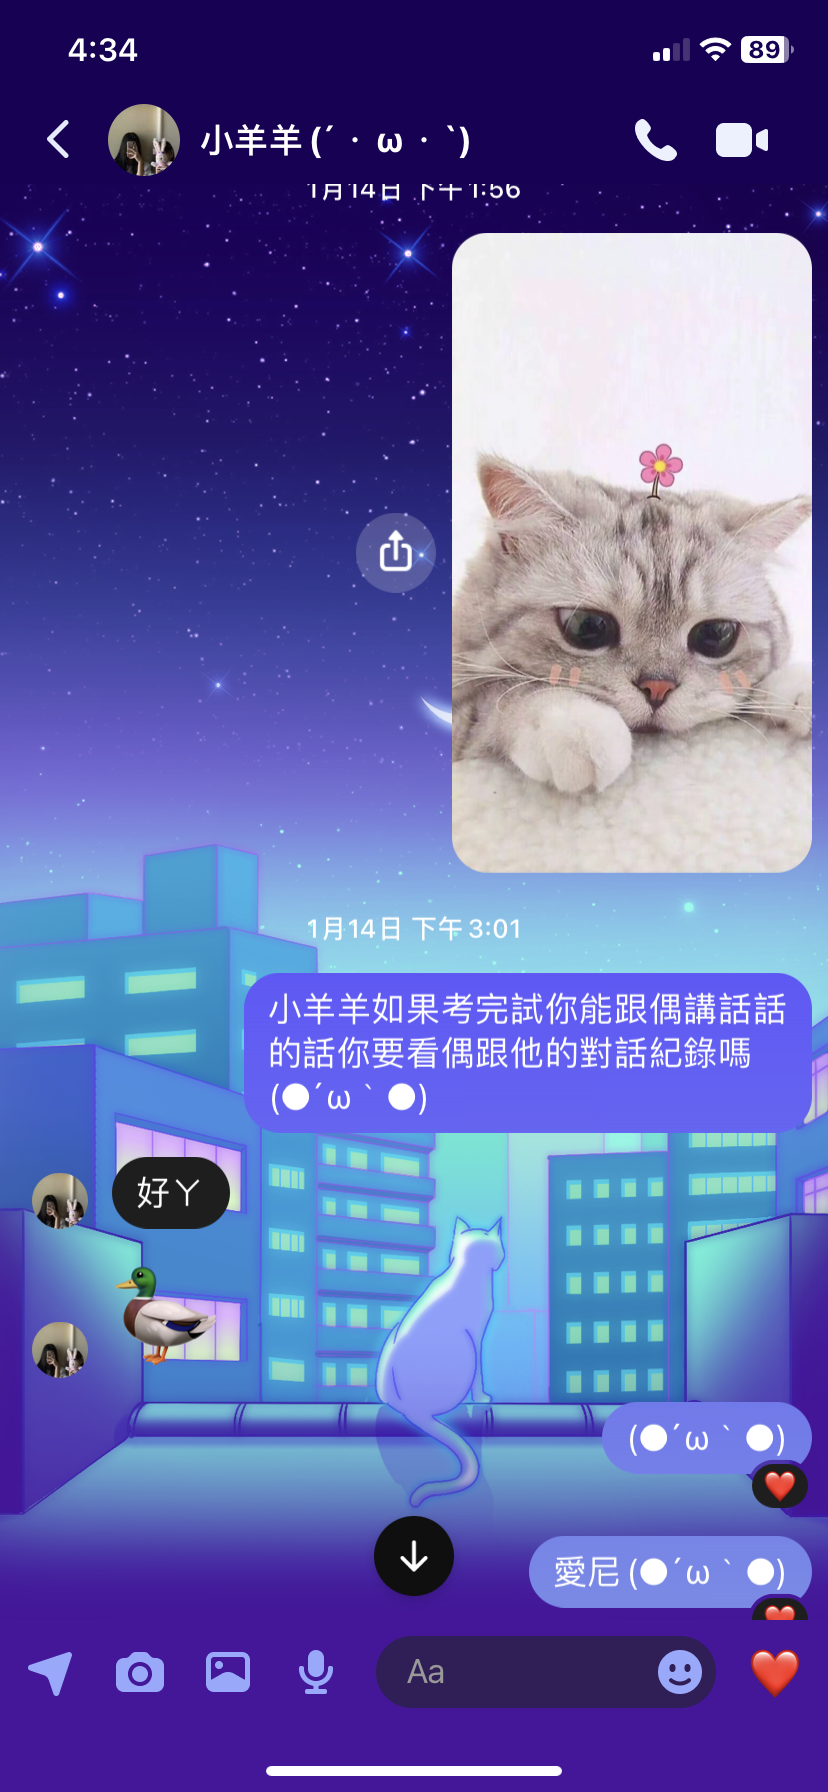 4:34
89
小羊羊 (´・ω・`)
1月14日 下午 1:56
1月14日 下午 3:01
小羊羊如果考完試你能跟偶講話話
的話你要看偶跟他的對話紀錄嗎
(●´ω｀●)
好ㄚ
(●´ω｀●)
愛尼 (●´ω｀●)
Aa